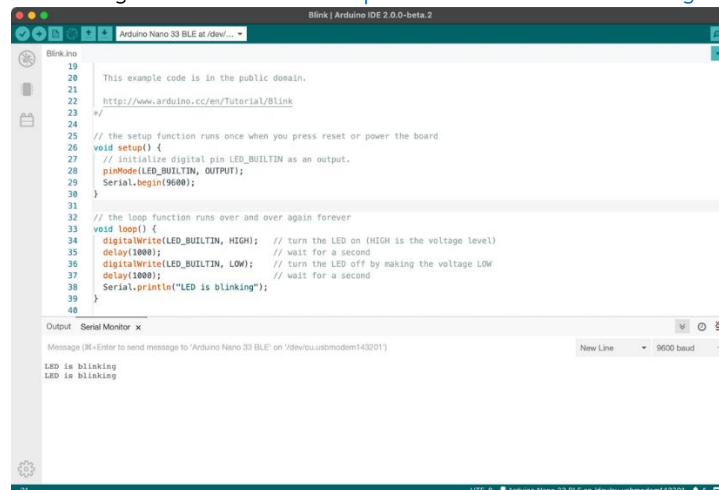 Blink | Arduino IDE 2.0.0-beta.2
Arduino Nano 33 BLE at /dev/...
Blink.ino
19
20 This example code is in the public domain.
21
22 http://www.arduino.cc/en/Tutorial/Blink
23 */
24
25 // the setup function runs once when you press reset or power the board
26 void setup() {
27 // initialize digital pin LED_BUILTIN as an output.
28 pinMode(LED_BUILTIN, OUTPUT);
29 Serial.begin(9600);
30 }
31
32 // the loop function runs over and over again forever
33 void loop() {
34 digitalWrite(LED_BUILTIN, HIGH); // turn the LED on (HIGH is the voltage level)
35 delay(1000); // wait for a second
36 digitalWrite(LED_BUILTIN, LOW); // turn the LED off by making the voltage LOW
37 delay(1000); // wait for a second
38 Serial.println("LED is blinking");
39 }
40
Output Serial Monitor x
Message (⌘+Enter to send message to 'Arduino Nano 33 BLE' on '/dev/cu.usbmodem143201') New Line 9600 baud
LED is blinking
LED is blinking